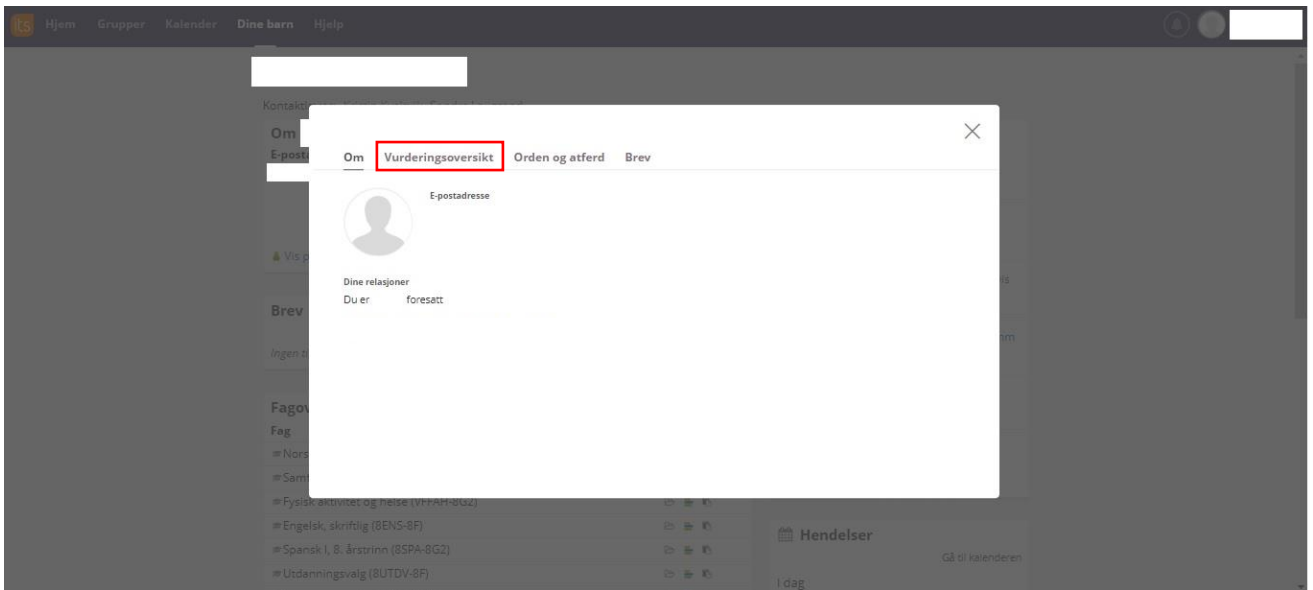 its Hjem Grupper Kalender Dine barn Hjelp
Om
Om Vurderingsoversikt Orden og atferd Brev
E-postadresse
Dine relasjoner
Du er foresatt
Brev
Fag
Fysisk aktivitet og helse (VFFAH-8G2)
Engelsk, skriftlig (8ENS-8F)
Spansk I, 8. årstrinn (8SPA-8G2)
Utdanningsvalg (8UTDV-8F)
Hendelser
Gå til kalenderen
I dag